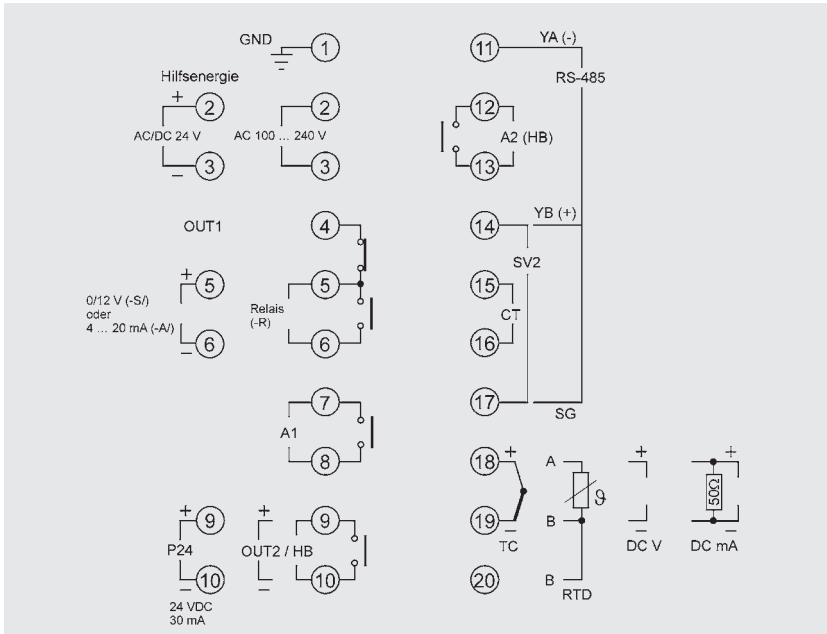 GND
1
Hilfsenergie
+
2
AC/DC 24 V
3
–
2
AC 100 ... 240 V
3
OUT1
4
+
5
0/12 V (-S/)
oder
4 ... 20 mA (-A/)
6
–
5
Relais
(-R)
6
7
A1
8
+
9
P24
10
–
24 VDC
30 mA
+
9
OUT2 / HB
–
10
11
YA (-)
RS-485
12
A2 (HB)
13
14
YB (+)
SV2
15
CT
16
17
SG
18
+
19
–
TC
20
A
ϑ
B
B
RTD
+
–
DC V
+
50Ω
–
DC mA